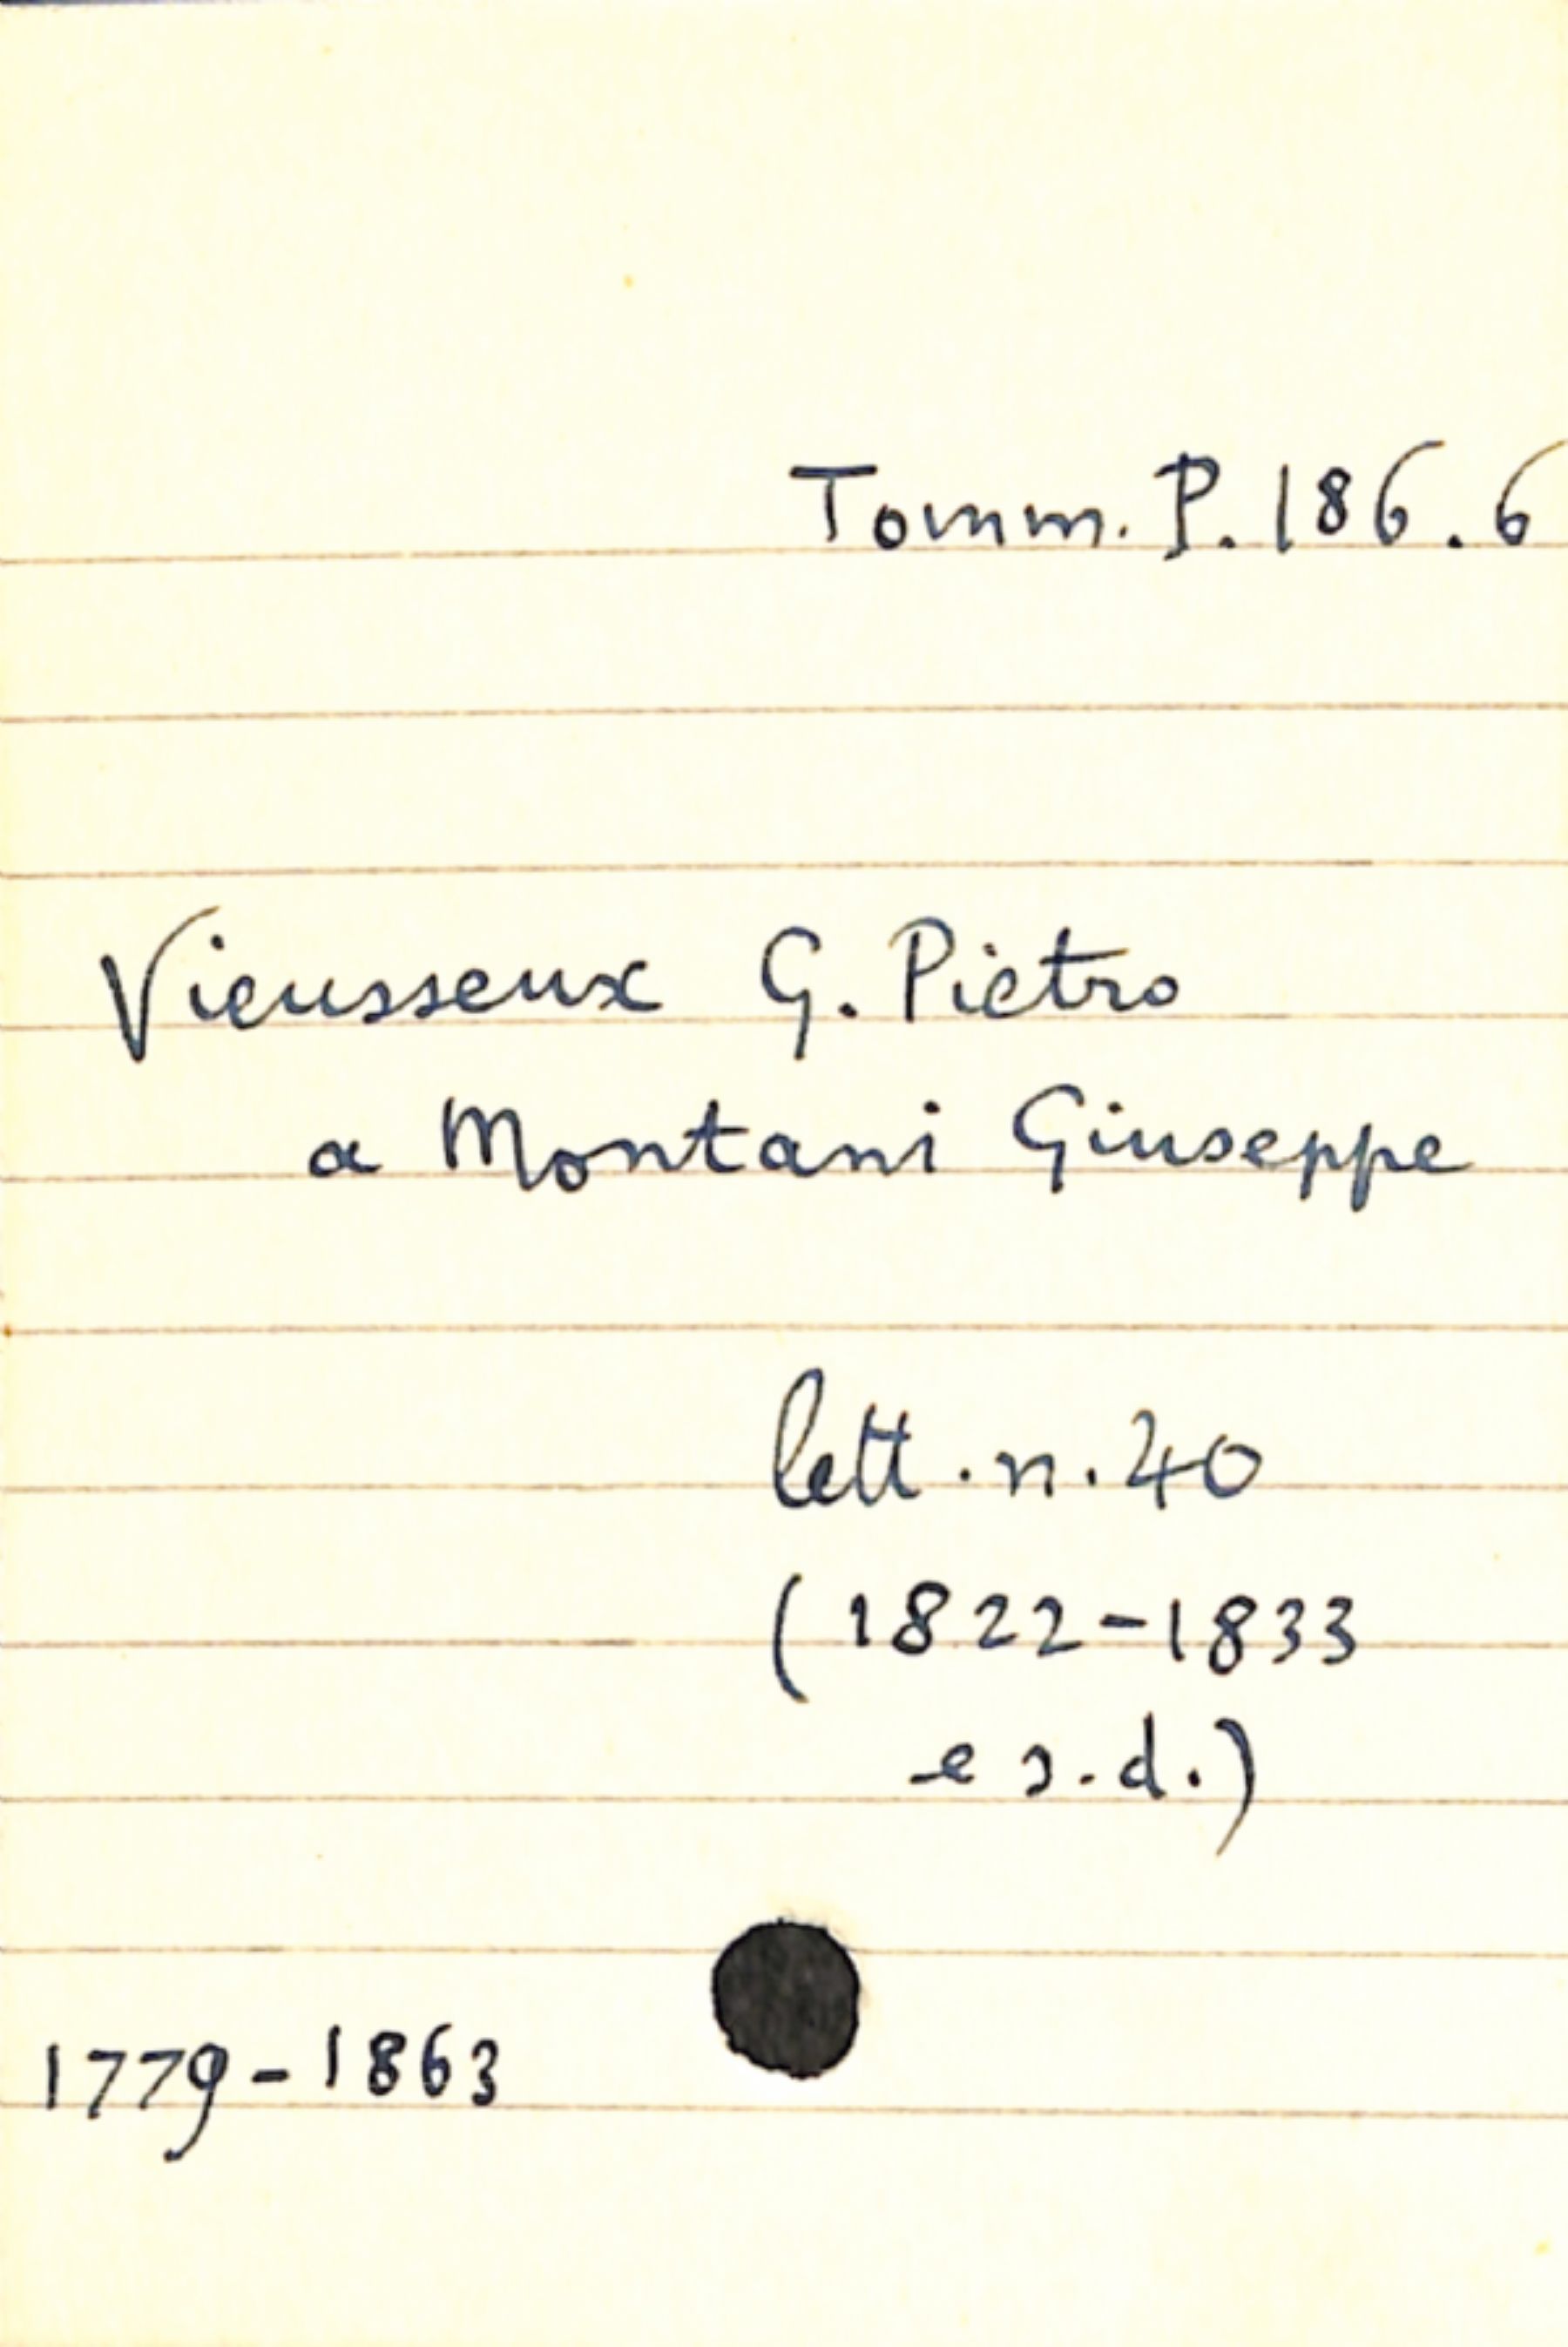 Tomm. P. 186.6
Vieusseux G. Pietro
a Montani Giuseppe
lett. n. 40
(1822-1833
e s.d.)
1779-1863